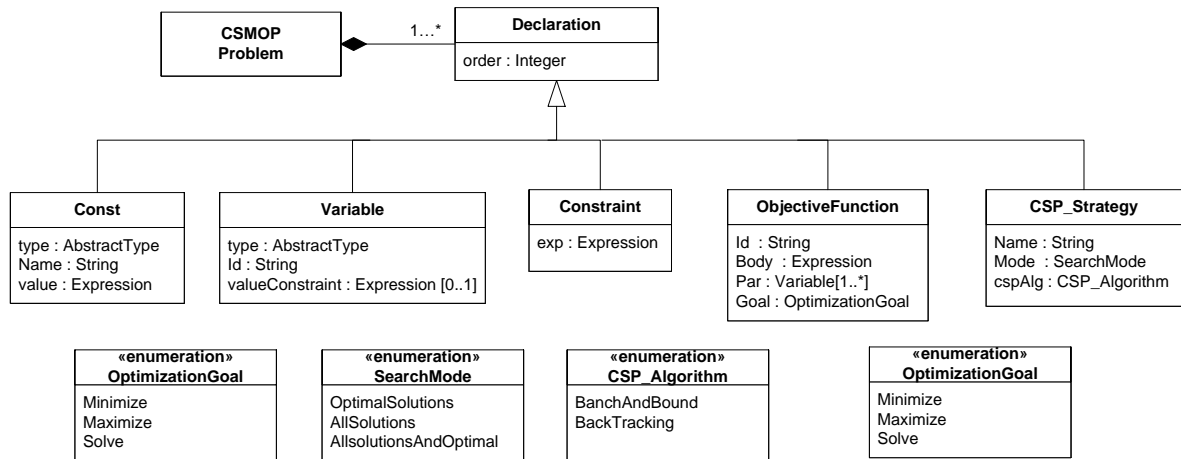 CSMOP
Problem
1...*
Declaration
order : Integer
Const
type : AbstractType
Name : String
value : Expression
Variable
type : AbstractType
Id : String
valueConstraint : Expression [0..1]
Constraint
exp : Expression
ObjectiveFunction
Id : String
Body : Expression
Par : Variable[1..*]
Goal : OptimizationGoal
CSP_Strategy
Name : String
Mode : SearchMode
cspAlg : CSP_Algorithm
«enumeration»
OptimizationGoal
Minimize
Maximize
Solve
«enumeration»
SearchMode
OptimalSolutions
AllSolutions
AllsolutionsAndOptimal
«enumeration»
CSP_Algorithm
BanchAndBound
BackTracking
«enumeration»
OptimizationGoal
Minimize
Maximize
Solve